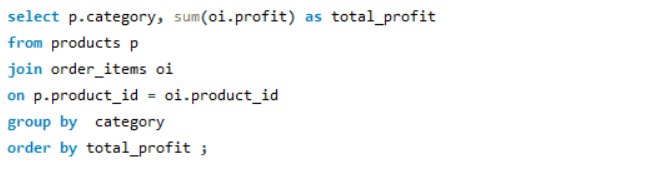 select p.category, sum(oi.profit) as total_profit
from products p
join order_items oi
on p.product_id = oi.product_id
group by  category
order by total_profit ;